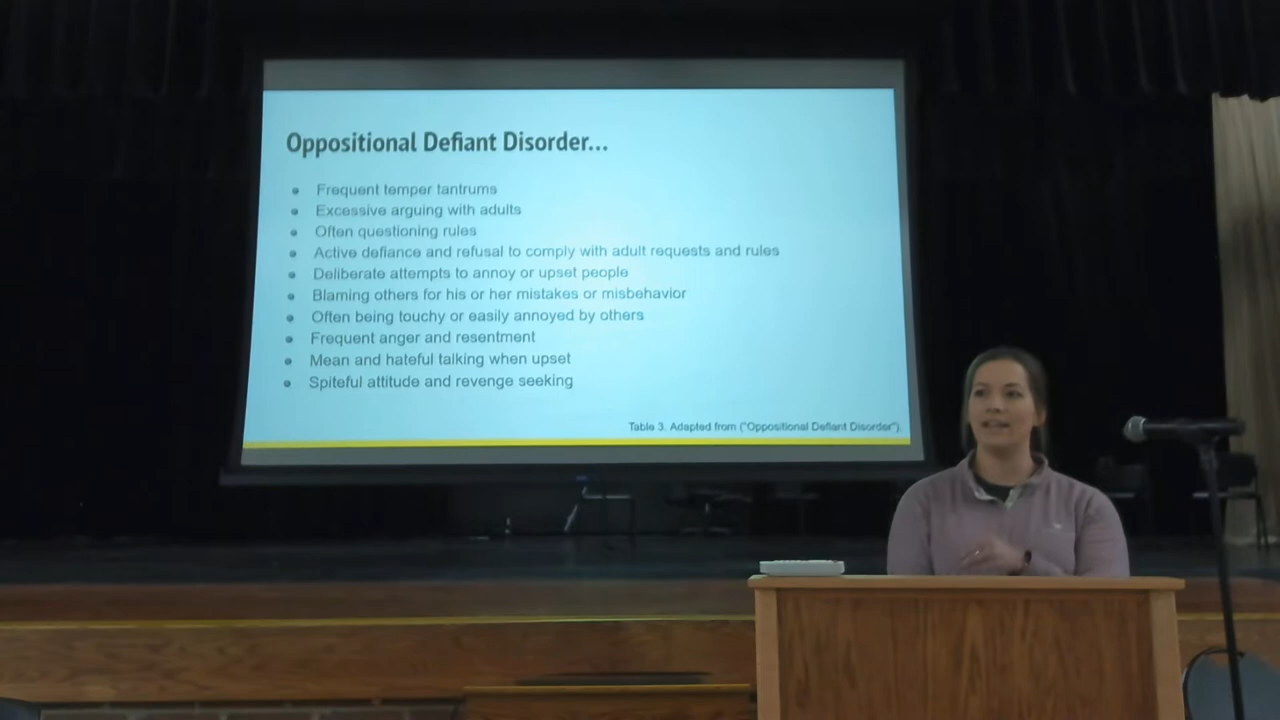 Oppositional Defiant Disorder...
Frequent temper tantrums
Excessive arguing with adults
Often questioning rules
Active defiance and refusal to comply with adult requests and rules
Deliberate attempts to annoy or upset people
Blaming others for his or her mistakes or misbehavior
Often being touchy or easily annoyed by others
Frequent anger and resentment
Mean and hateful talking when upset
Spiteful attitude and revenge seeking
Table 3. Adapted from ("Oppositional Defiant Disorder").